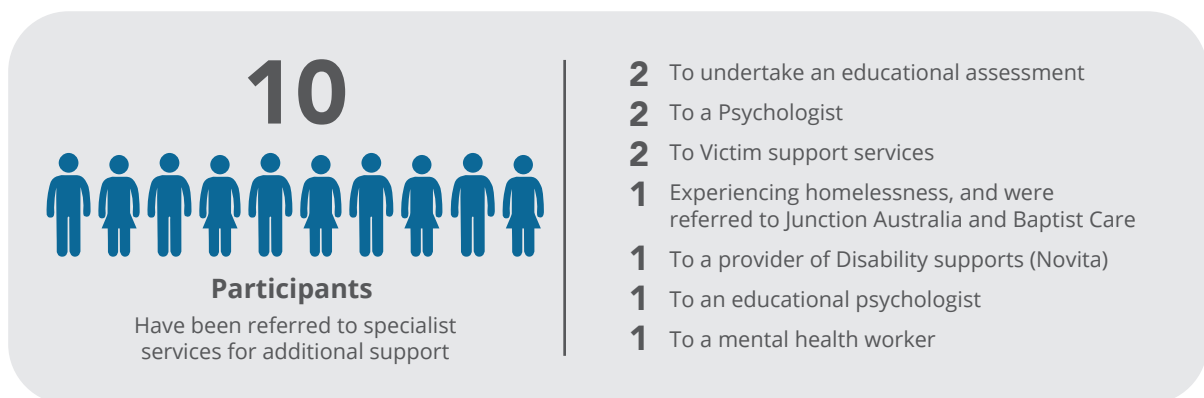 10
Participants
Have been referred to specialist
services for additional support
2 To undertake an educational assessment
2 To a Psychologist
2 To Victim support services
1 Experiencing homelessness, and were
referred to Junction Australia and Baptist Care
1 To a provider of Disability supports (Novita)
1 To an educational psychologist
1 To a mental health worker